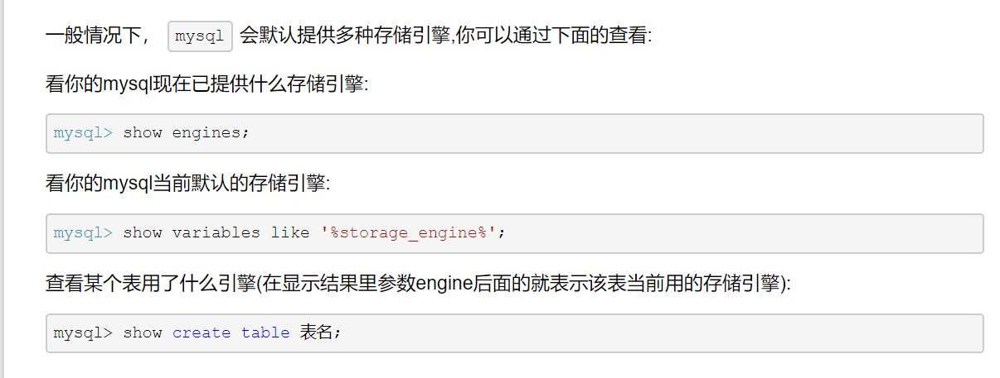 一般情况下， mysql 会默认提供多种存储引擎,你可以通过下面的查看:
看你的mysql现在已提供什么存储引擎:
mysql> show engines;
看你的mysql当前默认的存储引擎:
mysql> show variables like '%storage_engine%';
查看某个表用了什么引擎(在显示结果里参数engine后面的就表示该表当前用的存储引擎):
mysql> show create table 表名;